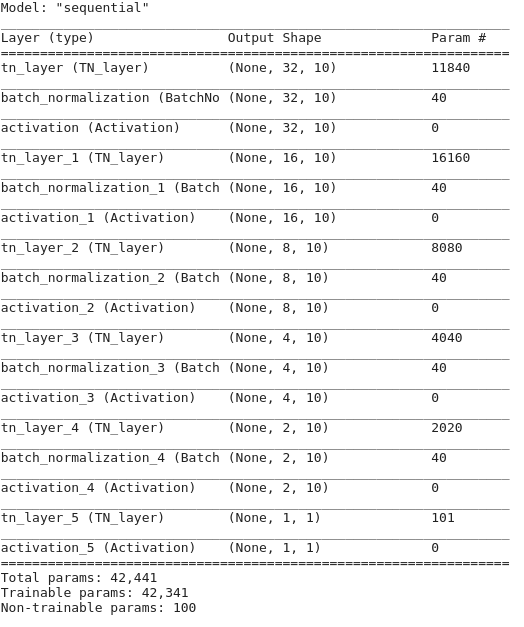 Model: "sequential"
Layer (type) Output Shape Param #
tn_layer (TN_layer) (None, 32, 10) 11840
batch_normalization (BatchNo (None, 32, 10) 40
activation (Activation) (None, 32, 10) 0
tn_layer_1 (TN_layer) (None, 16, 10) 16160
batch_normalization_1 (Batch (None, 16, 10) 40
activation_1 (Activation) (None, 16, 10) 0
tn_layer_2 (TN_layer) (None, 8, 10) 8080
batch_normalization_2 (Batch (None, 8, 10) 40
activation_2 (Activation) (None, 8, 10) 0
tn_layer_3 (TN_layer) (None, 4, 10) 4040
batch_normalization_3 (Batch (None, 4, 10) 40
activation_3 (Activation) (None, 4, 10) 0
tn_layer_4 (TN_layer) (None, 2, 10) 2020
batch_normalization_4 (Batch (None, 2, 10) 40
activation_4 (Activation) (None, 2, 10) 0
tn_layer_5 (TN_layer) (None, 1, 1) 101
activation_5 (Activation) (None, 1, 1) 0
Total params: 42,441
Trainable params: 42,341
Non-trainable params: 100